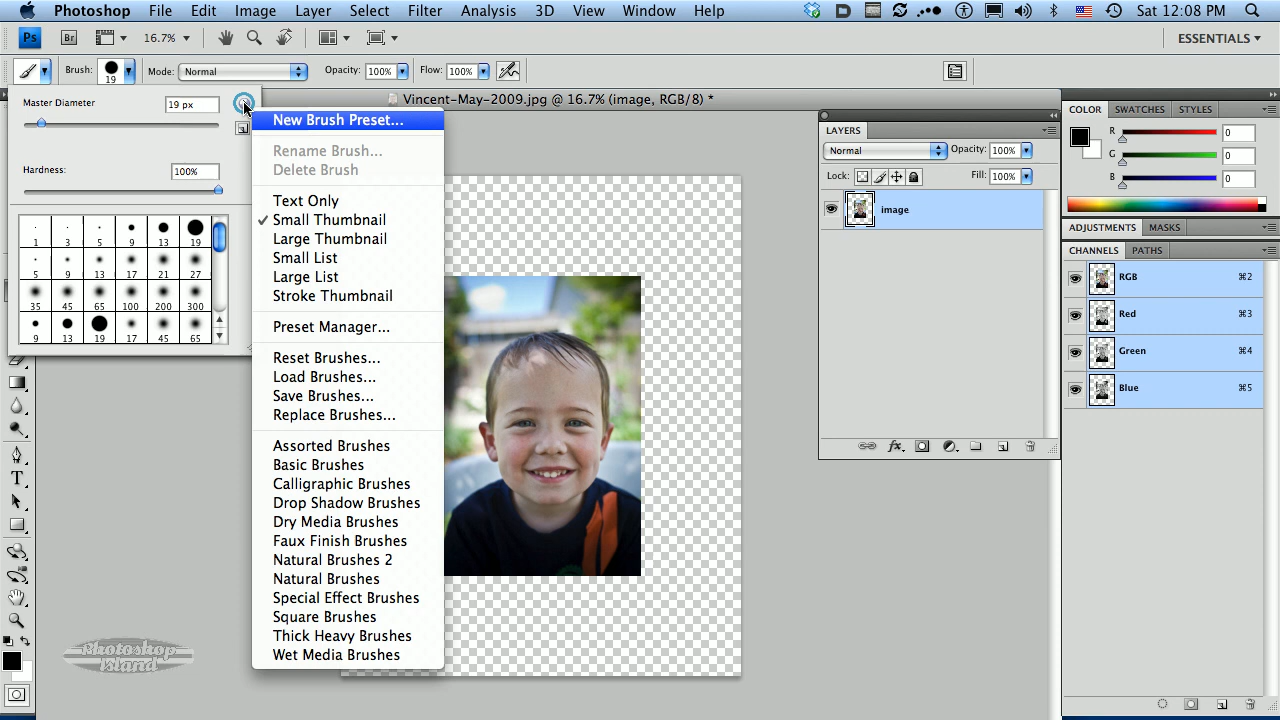 Photoshop File Edit Image Layer Select Filter Analysis 3D View Window Help Sat 12:08 PM
Ps Br 16.7% ESSENTIALS
Brush: 19 Mode: Normal Opacity: 100% Flow: 100%
Vincent-May-2009.jpg @ 16.7% (image, RGB/8) *
Master Diameter 19 px
Hardness: 100%
1 3 5 9 13 19
5 9 13 17 21 27
35 45 65 100 200 300
9 13 19 17 45 65
New Brush Preset...
Rename Brush...
Delete Brush
Text Only
✓ Small Thumbnail
Large Thumbnail
Small List
Large List
Stroke Thumbnail
Preset Manager...
Reset Brushes...
Load Brushes...
Save Brushes...
Replace Brushes...
Assorted Brushes
Basic Brushes
Calligraphic Brushes
Drop Shadow Brushes
Dry Media Brushes
Faux Finish Brushes
Natural Brushes 2
Natural Brushes
Special Effect Brushes
Square Brushes
Thick Heavy Brushes
Wet Media Brushes
LAYERS
Normal Opacity: 100%
Lock: Fill: 100%
image
fx
COLOR SWATCHES STYLES
R 0
G 0
B 0
ADJUSTMENTS MASKS
CHANNELS PATHS
RGB ⌘2
Red ⌘3
Green ⌘4
Blue ⌘5
T
Photoshop
Island